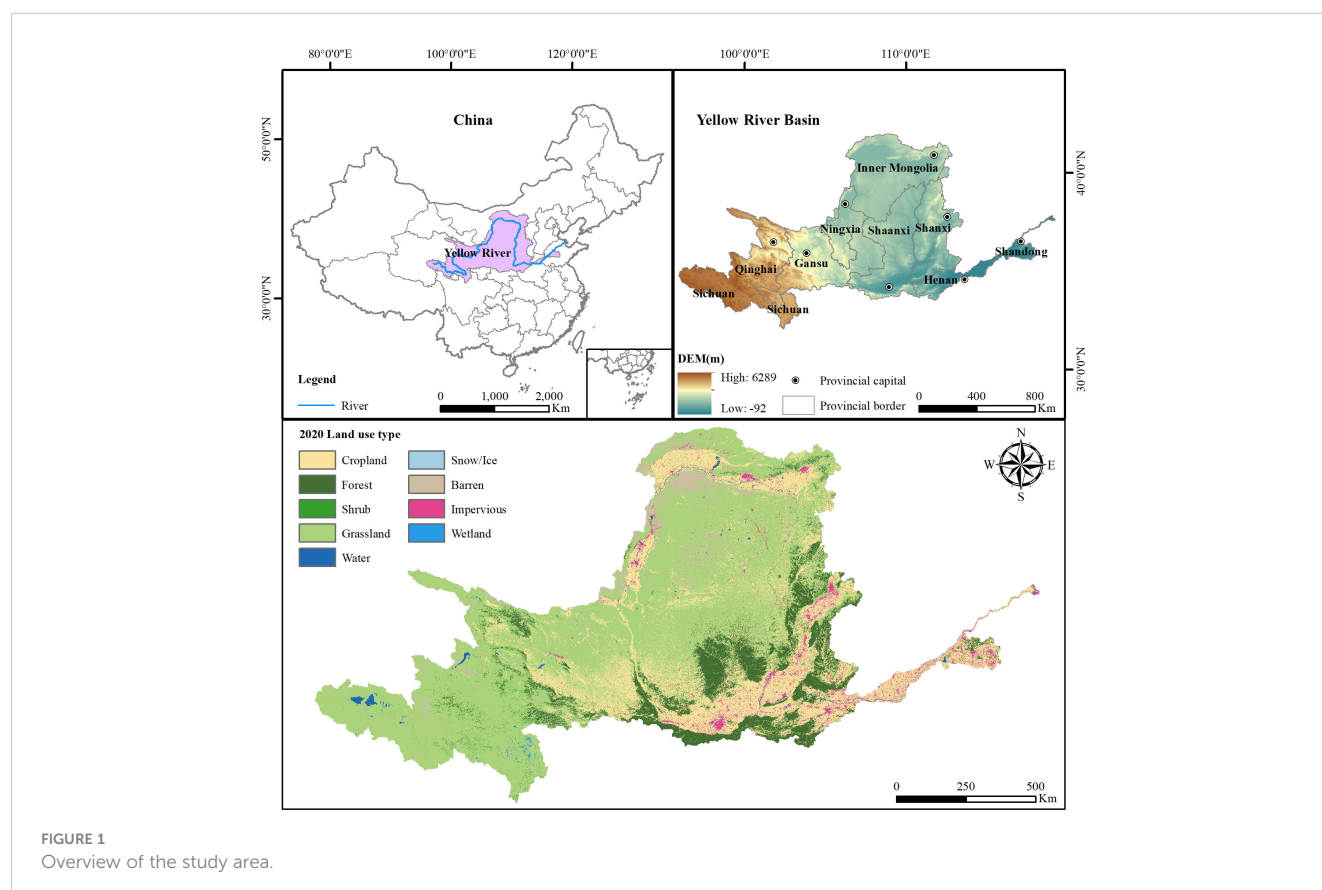 80°0'0"E
100°0'0"E
120°0'0"E
100°0'0"E
110°0'0"E
50°0'0"N
30°0'0"N
China
Yellow River
Legend
River
0
1,000
2,000
Km
Yellow River Basin
40°0'0"N
30°0'0"N
Inner Mongolia
Ningxia
Shaanxi
Shanxi
Shandong
Gansu
Qinghai
Henan
Sichuan
Sichuan
DEM(m)
High: 6289
Low: -92
Provincial capital
Provincial border
0
400
800
Km
2020 Land use type
Cropland
Snow/Ice
Forest
Barren
Shrub
Impervious
Grassland
Wetland
Water
N
W
E
S
0
250
500
Km
FIGURE 1
Overview of the study area.